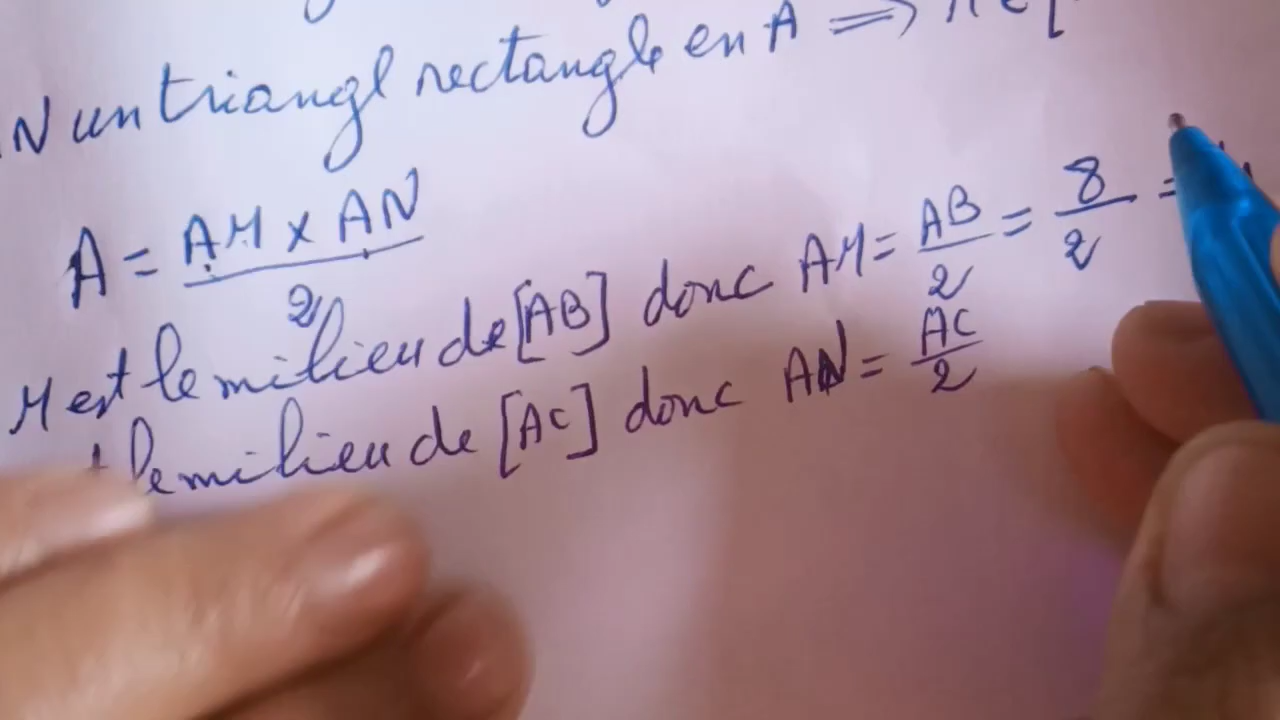 N un triangl rectangle en A ⟹
A = AM × AN / 2
M est le milieu de [AB] donc AM = AB / 2 = 8 / 2 =
le milieu de [AC] donc AN = AC / 2